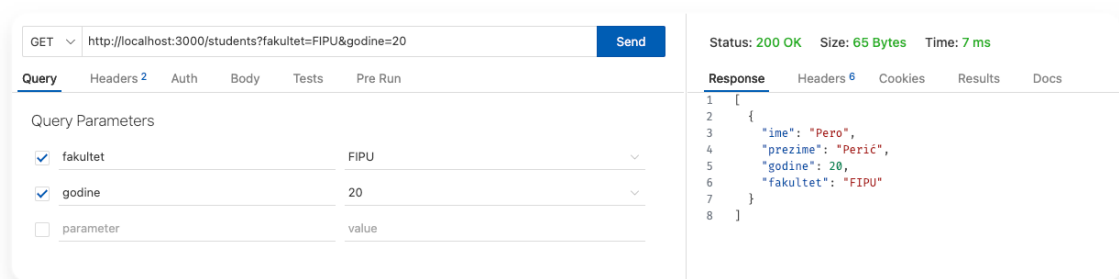 GET http://localhost:3000/students?fakultet=FIPU&godine=20 Send
Query Headers 2 Auth Body Tests Pre Run
Query Parameters
fakultet FIPU
godine 20
parameter value
Status: 200 OK Size: 65 Bytes Time: 7 ms
Response Headers 6 Cookies Results Docs
1 [
2 {
3 "ime": "Pero",
4 "prezime": "Perić",
5 "godine": 20,
6 "fakultet": "FIPU"
7 }
8 ]